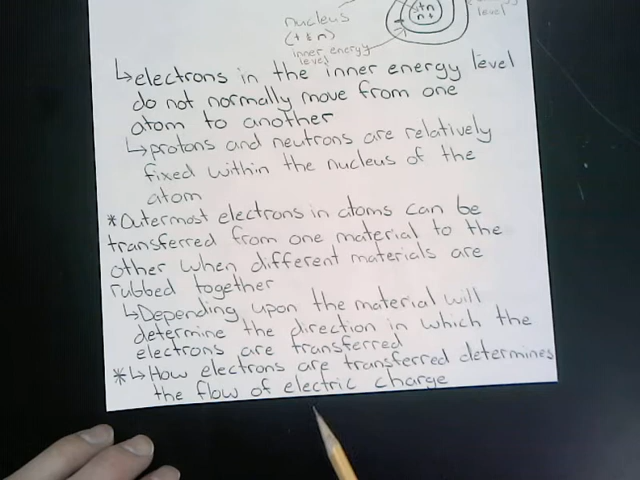 nucleus
level
(+ & n)
inner energy
level
↳electrons in the inner energy level
do not normally move from one
atom to another
↳protons and neutrons are relatively
fixed within the nucleus of the
atom
*Outermost electrons in atoms can be
transferred from one material to the
other when different materials are
rubbed together
↳Depending upon the material will
determine the direction in which the
electrons are transferred
*↳How electrons are transferred determines
the flow of electric charge